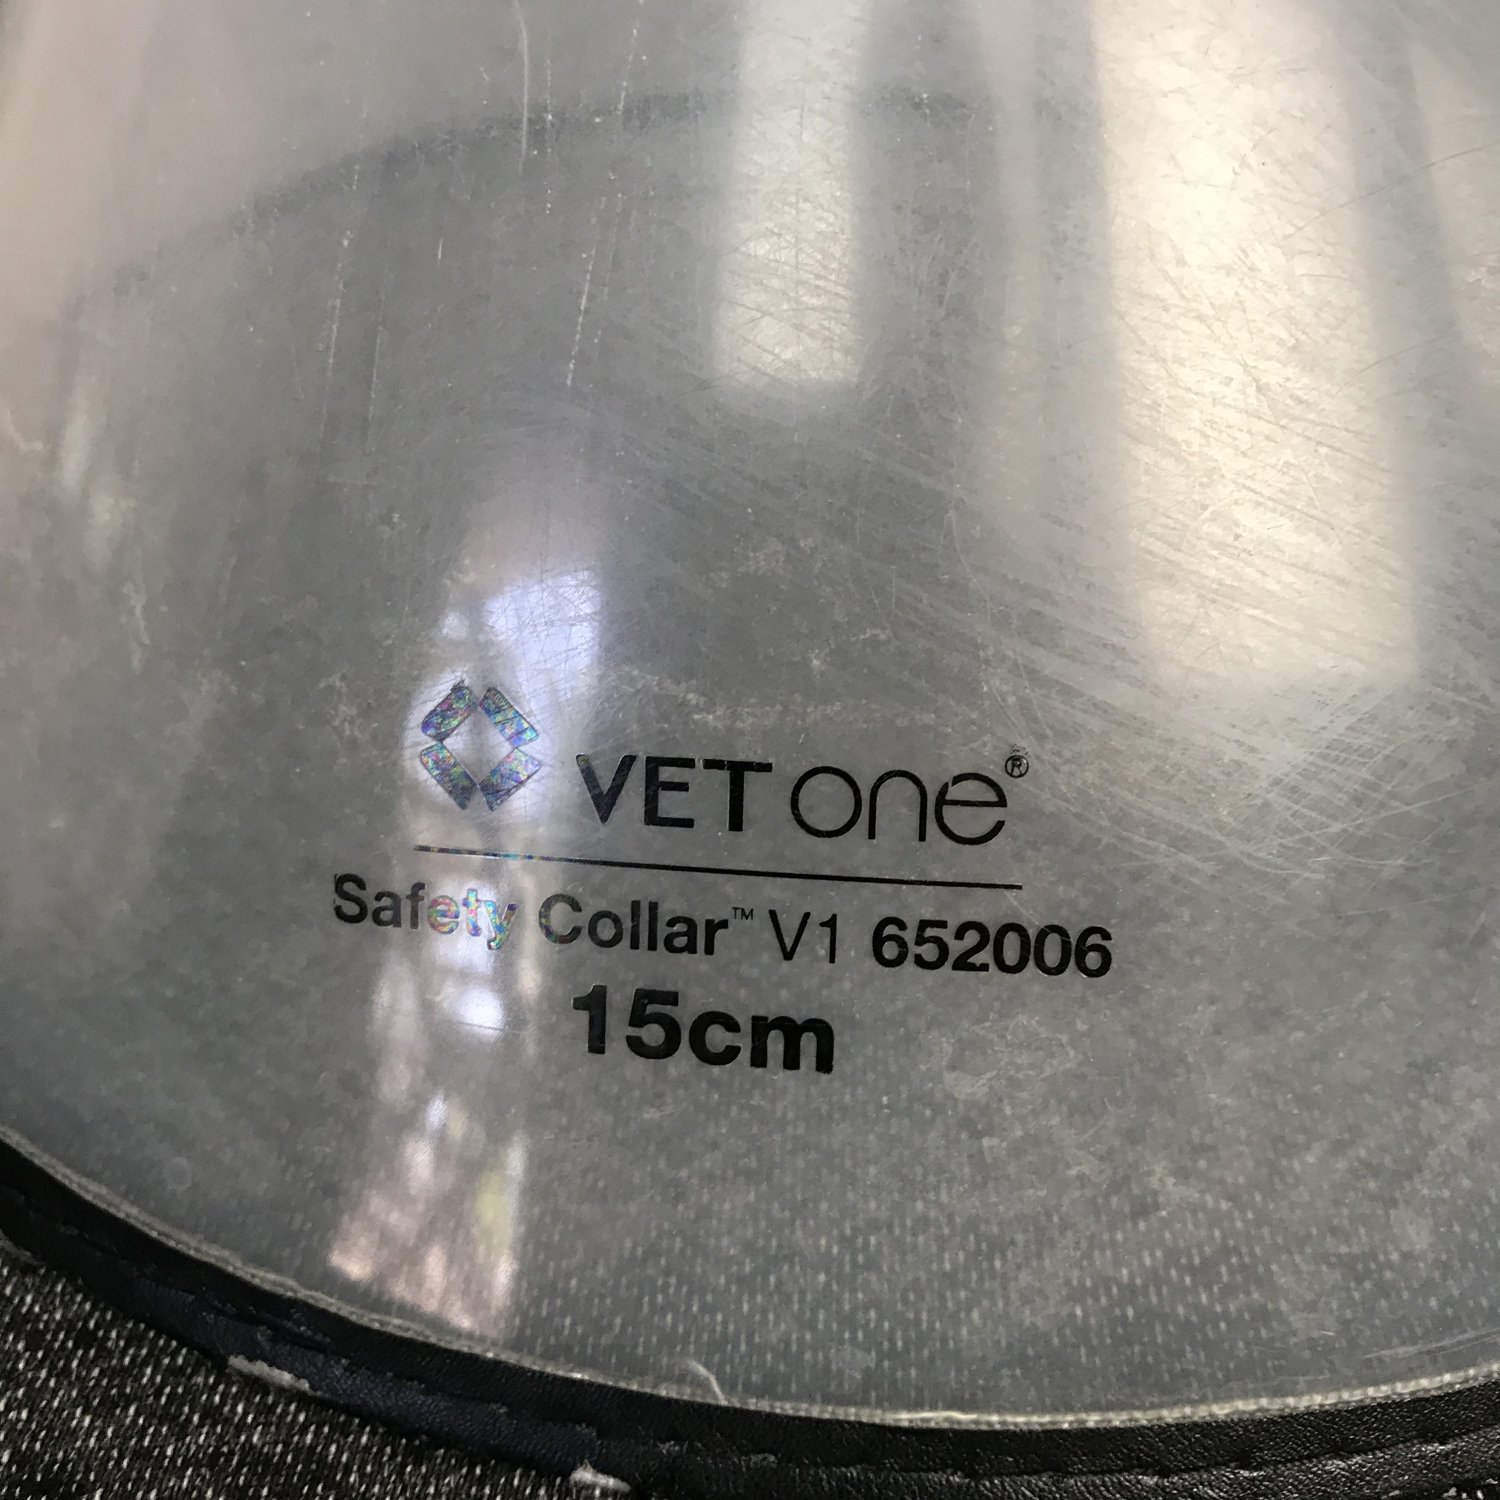 VET one®
Safety Collar™ V1 652006
15cm